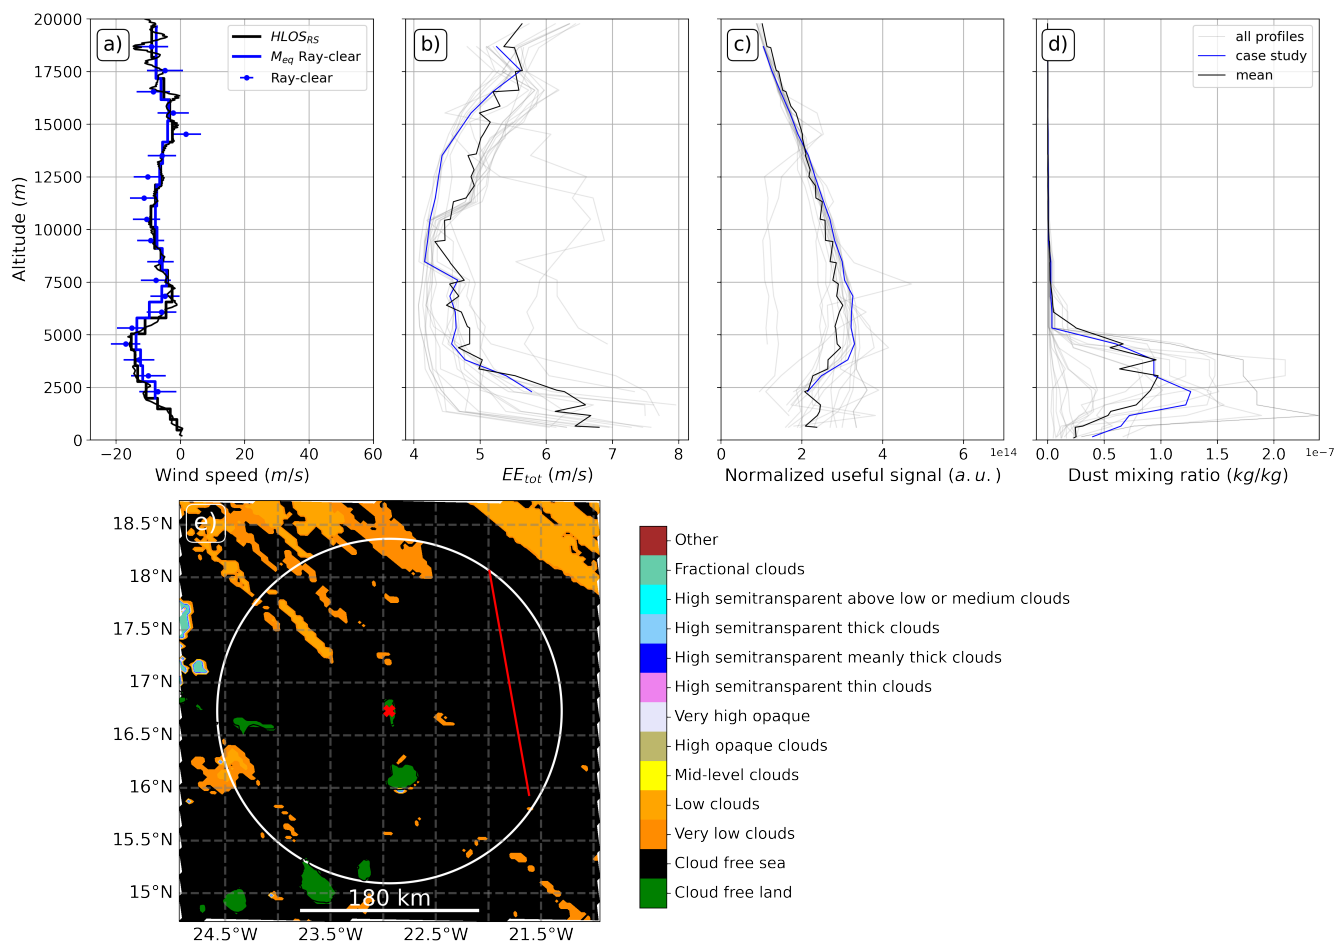 20000
17500
15000
12500
10000
7500
5000
2500
0
Altitude (m)
a)
HLOS_RS
M_eq Ray-clear
Ray-clear
−20 0 20 40 60
Wind speed (m/s)
b)
4 5 6 7 8
EE_tot (m/s)
c)
0 2 4 6
1e14
Normalized useful signal (a.u.)
d)
all profiles
case study
mean
0.0 0.5 1.0 1.5 2.0
1e−7
Dust mixing ratio (kg/kg)
e)
18.5°N
18°N
17.5°N
17°N
16.5°N
16°N
15.5°N
15°N
180 km
24.5°W 23.5°W 22.5°W 21.5°W
Other
Fractional clouds
High semitransparent above low or medium clouds
High semitransparent thick clouds
High semitransparent meanly thick clouds
High semitransparent thin clouds
Very high opaque
High opaque clouds
Mid-level clouds
Low clouds
Very low clouds
Cloud free sea
Cloud free land